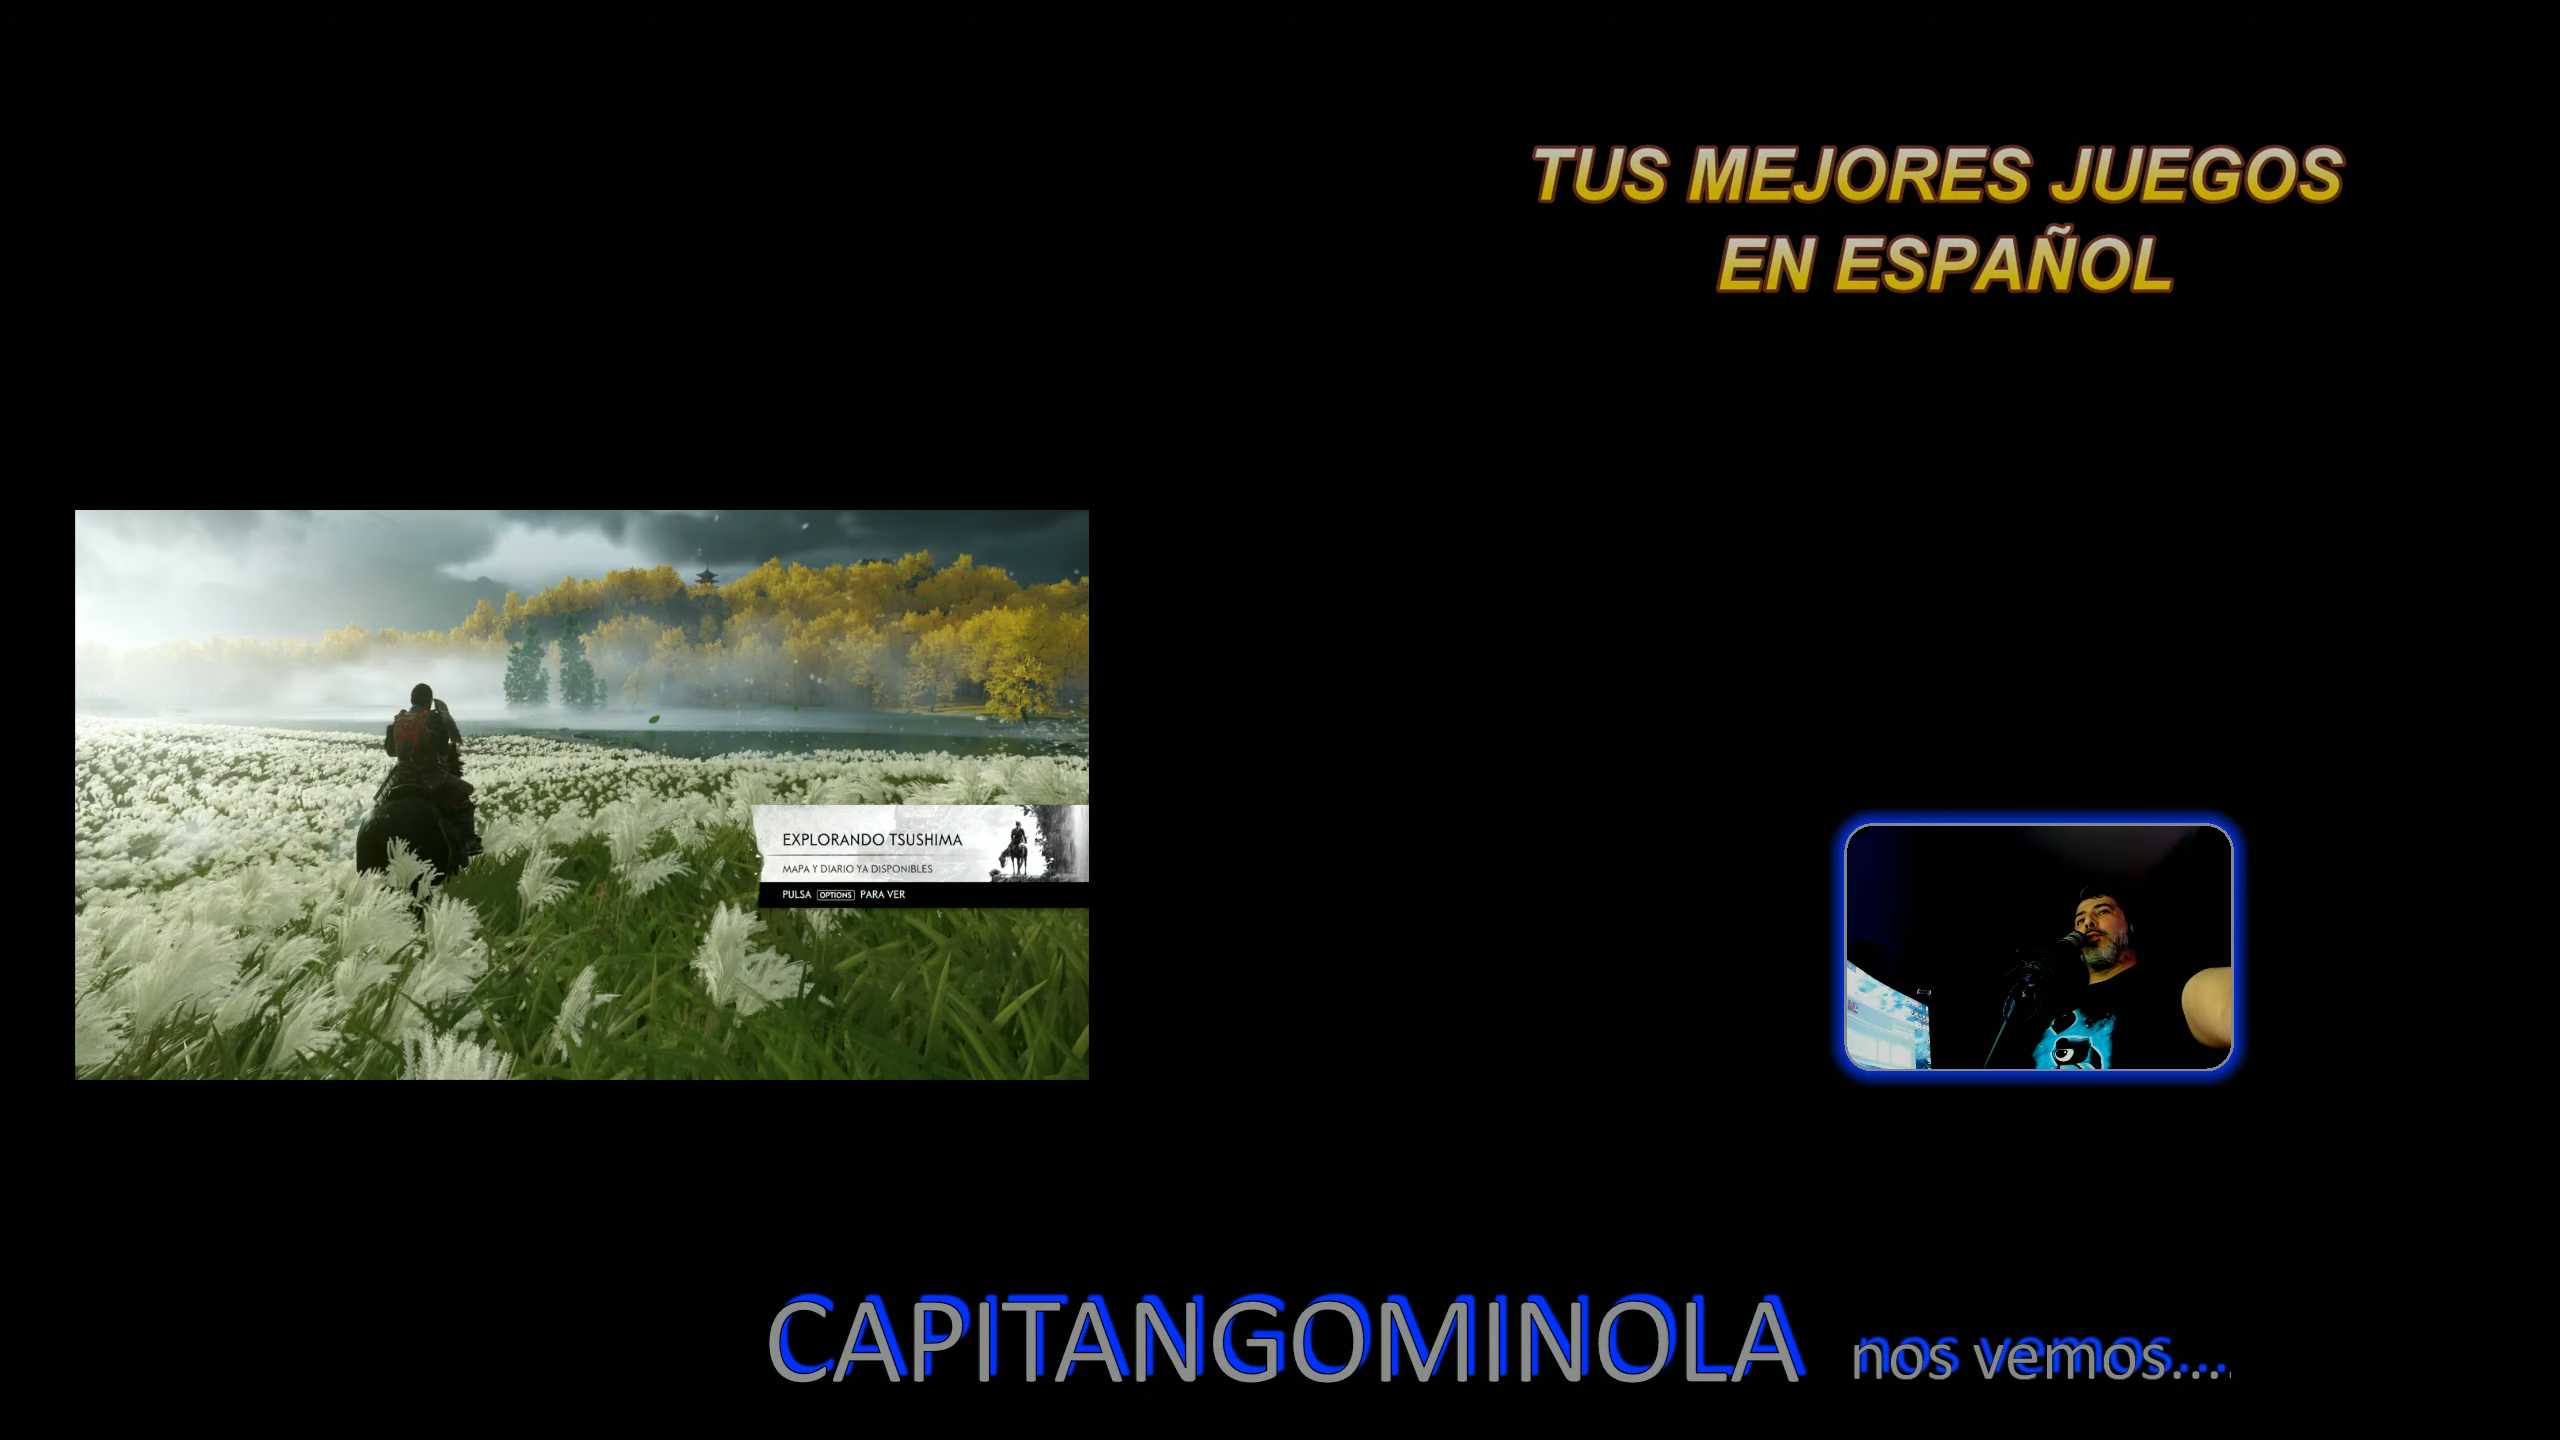 TUS MEJORES JUEGOS
EN ESPAÑOL
EXPLORANDO TSUSHIMA
MAPA Y DIARIO YA DISPONIBLES
PULSA OPTIONS PARA VER
CAPITANGOMINOLA nos vemos....